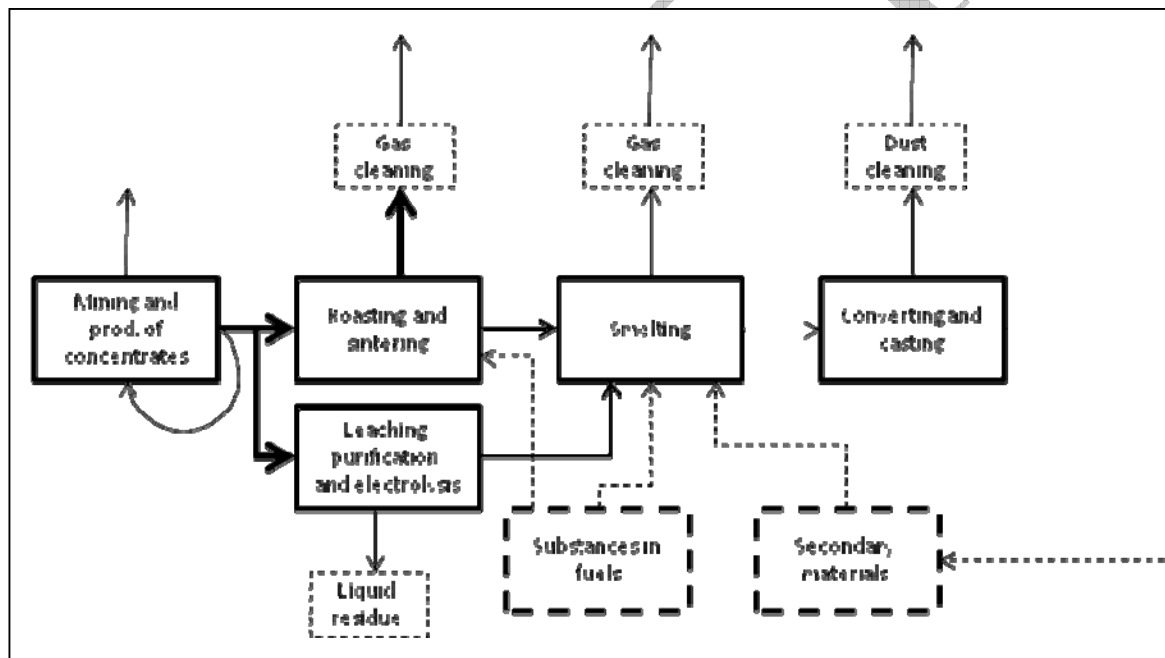 Gas
cleaning
Gas
cleaning
Dust
cleaning
Mining and
prod. of
concentrates
Roasting and
sintering
Smelting
Converting and
casting
Leaching
purification
and electrolysis
Substances in
fuels
Secondary
materials
Liquid
residue